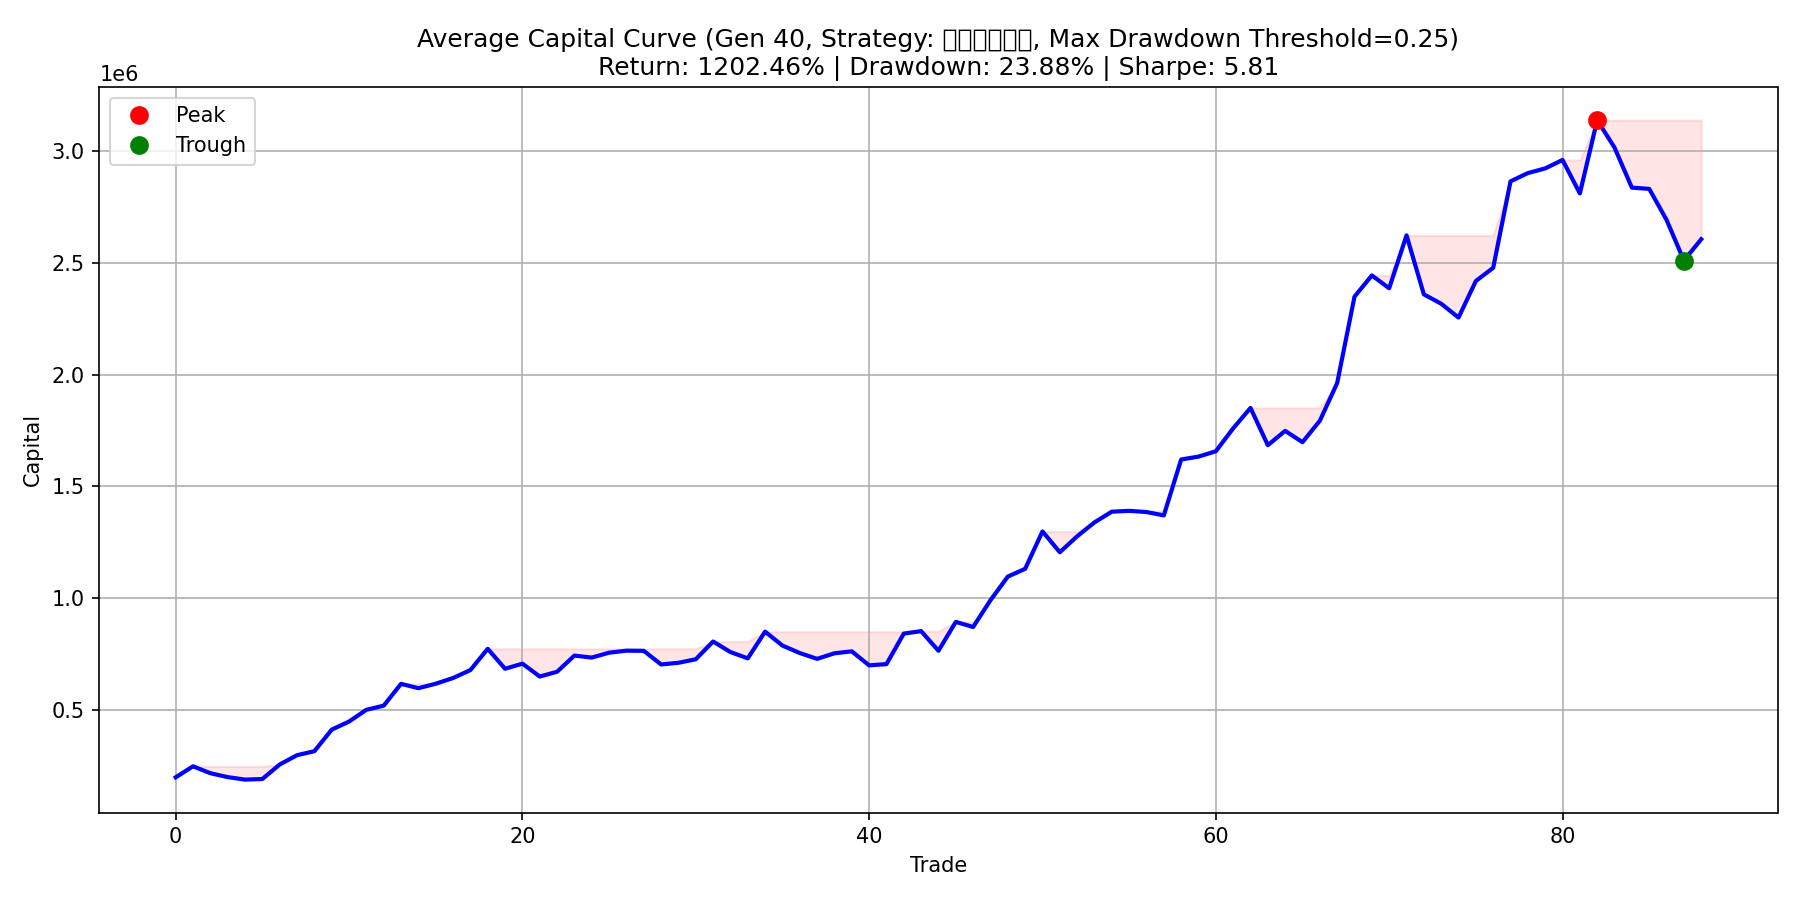 Average Capital Curve (Gen 40, Strategy: , Max Drawdown Threshold=0.25)
Return: 1202.46% | Drawdown: 23.88% | Sharpe: 5.81
1e6
Peak
Trough
3.0
2.5
2.0
1.5
1.0
0.5
Capital
0 20 40 60 80
Trade